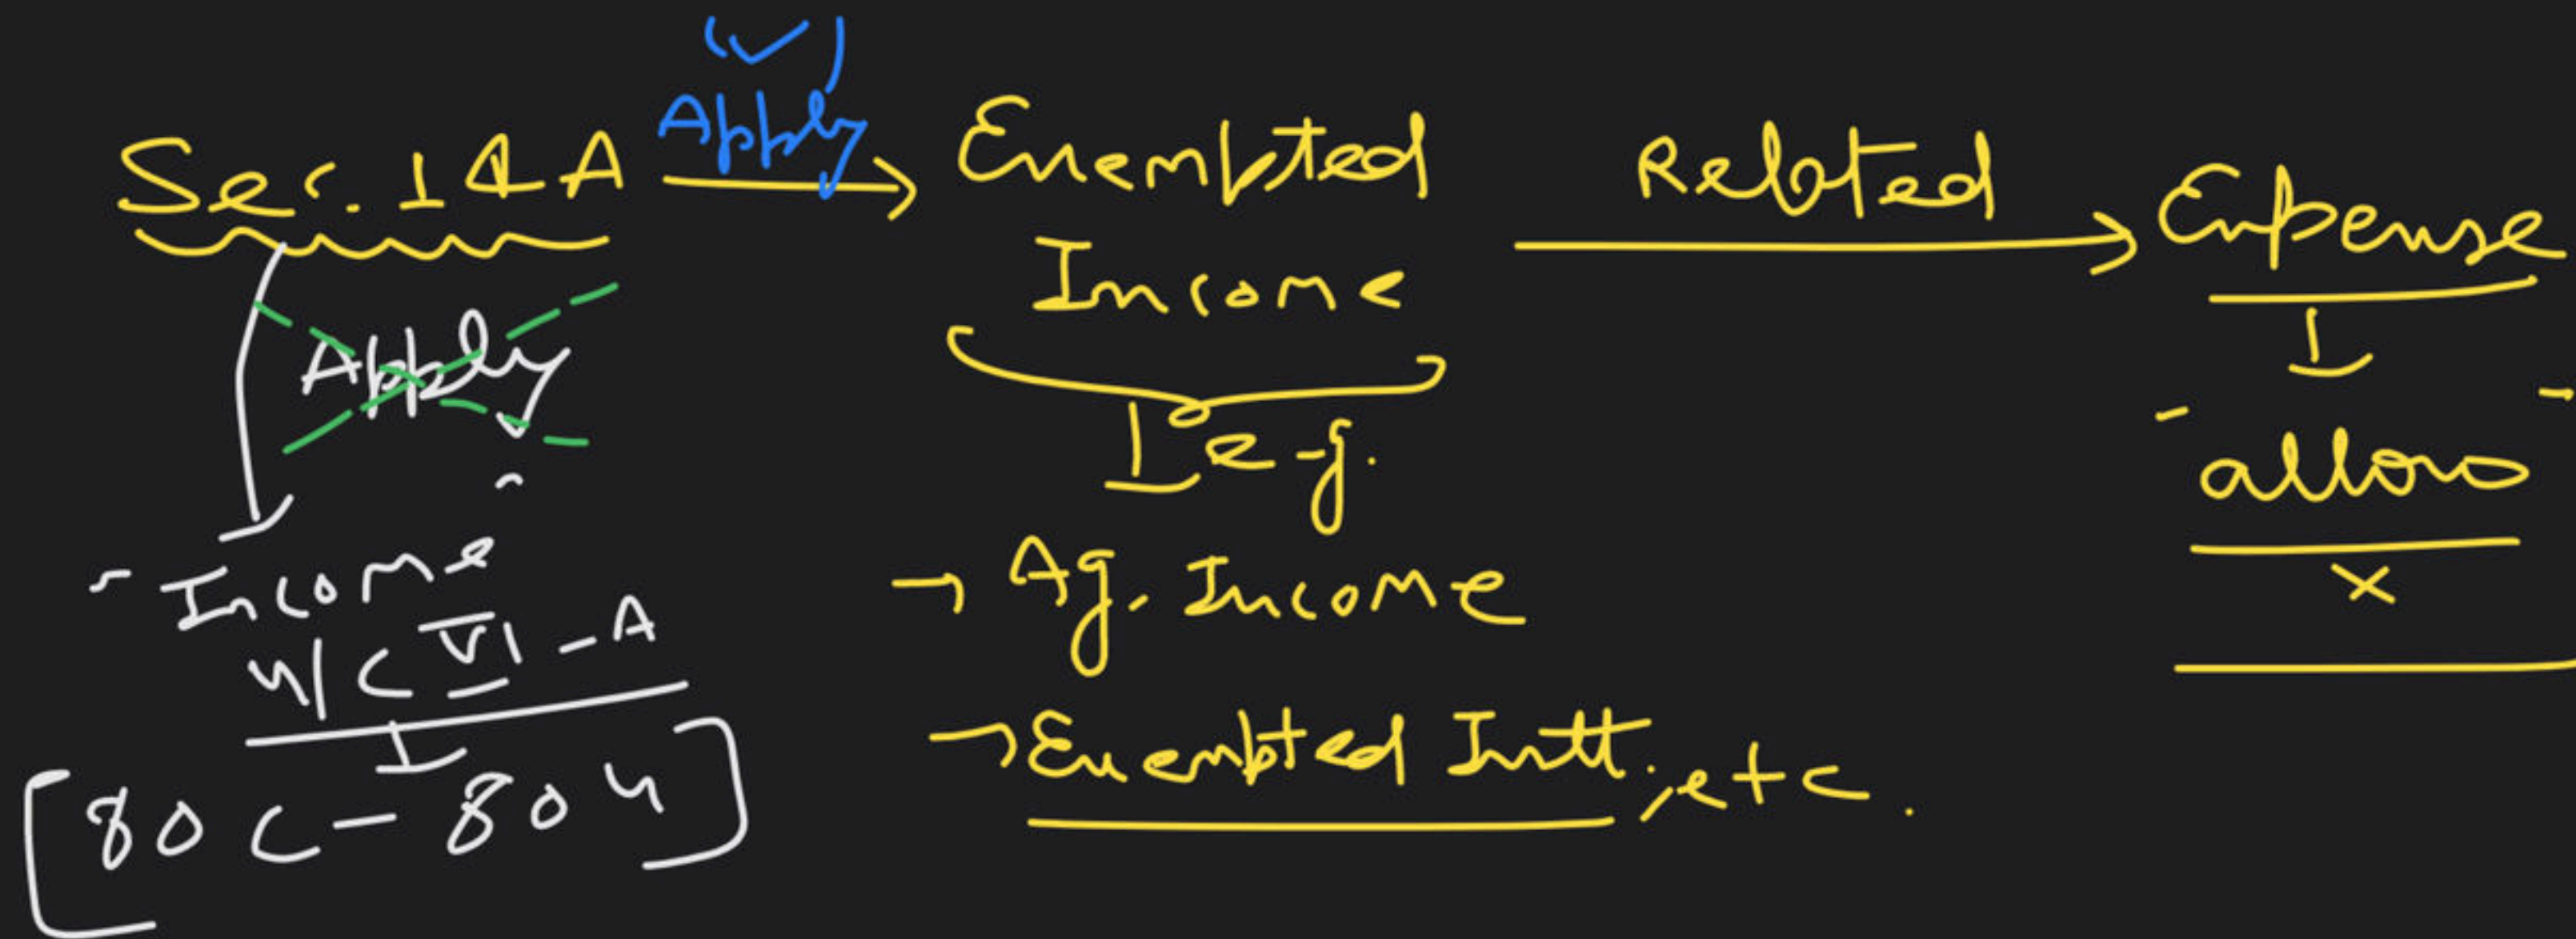 (✓)
Apply
Sec. 14A → Exempted Income Related → Expense
allow
×
e-g.
→ Ag. Income
→ Exempted Intt., etc.
Apply
Income
u/c VI-A
[80C-80U]